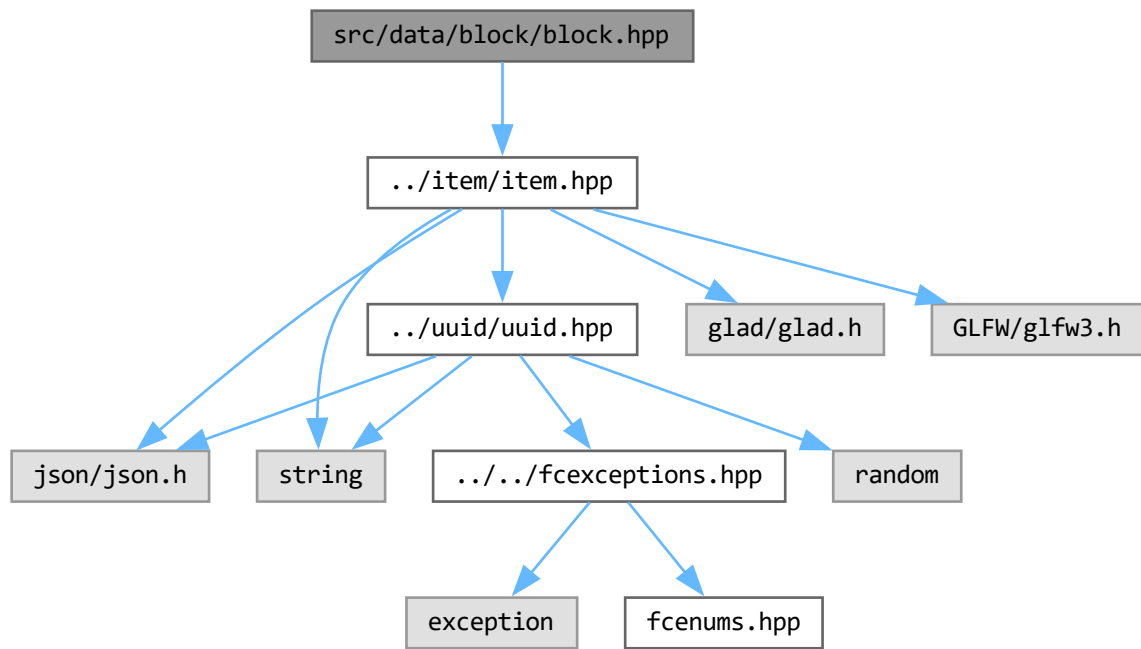 src/data/block/block.hpp
../item/item.hpp
../uuid/uuid.hpp
glad/glad.h
GLFW/glfw3.h
json/json.h
string
../../fcexceptions.hpp
random
exception
fcenums.hpp